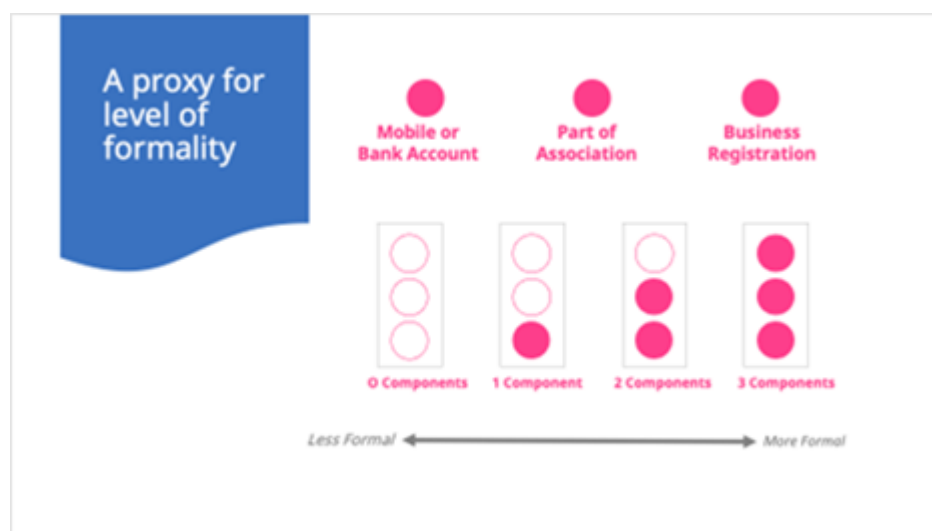 A proxy for
level of
formality
Mobile or
Bank Account
Part of
Association
Business
Registration
0 Components
1 Component
2 Components
3 Components
Less Formal
More Formal